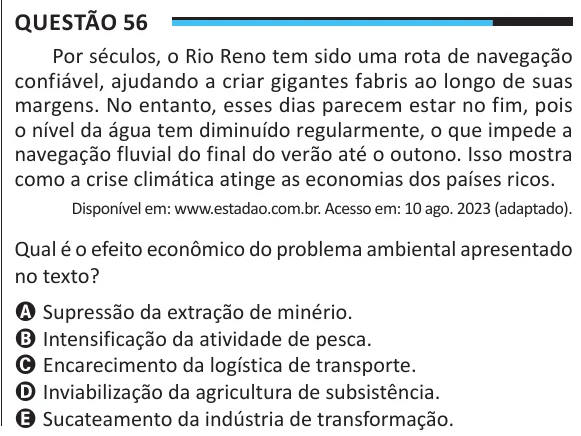 QUESTÃO 56
Por séculos, o Rio Reno tem sido uma rota de navegação
confiável, ajudando a criar gigantes fabris ao longo de suas
margens. No entanto, esses dias parecem estar no fim, pois
o nível da água tem diminuído regularmente, o que impede a
navegação fluvial do final do verão até o outono. Isso mostra
como a crise climática atinge as economias dos países ricos.
Disponível em: www.estadao.com.br. Acesso em: 10 ago. 2023 (adaptado).
Qual é o efeito econômico do problema ambiental apresentado
no texto?
A Supressão da extração de minério.
B Intensificação da atividade de pesca.
C Encarecimento da logística de transporte.
D Inviabilização da agricultura de subsistência.
E Sucateamento da indústria de transformação.